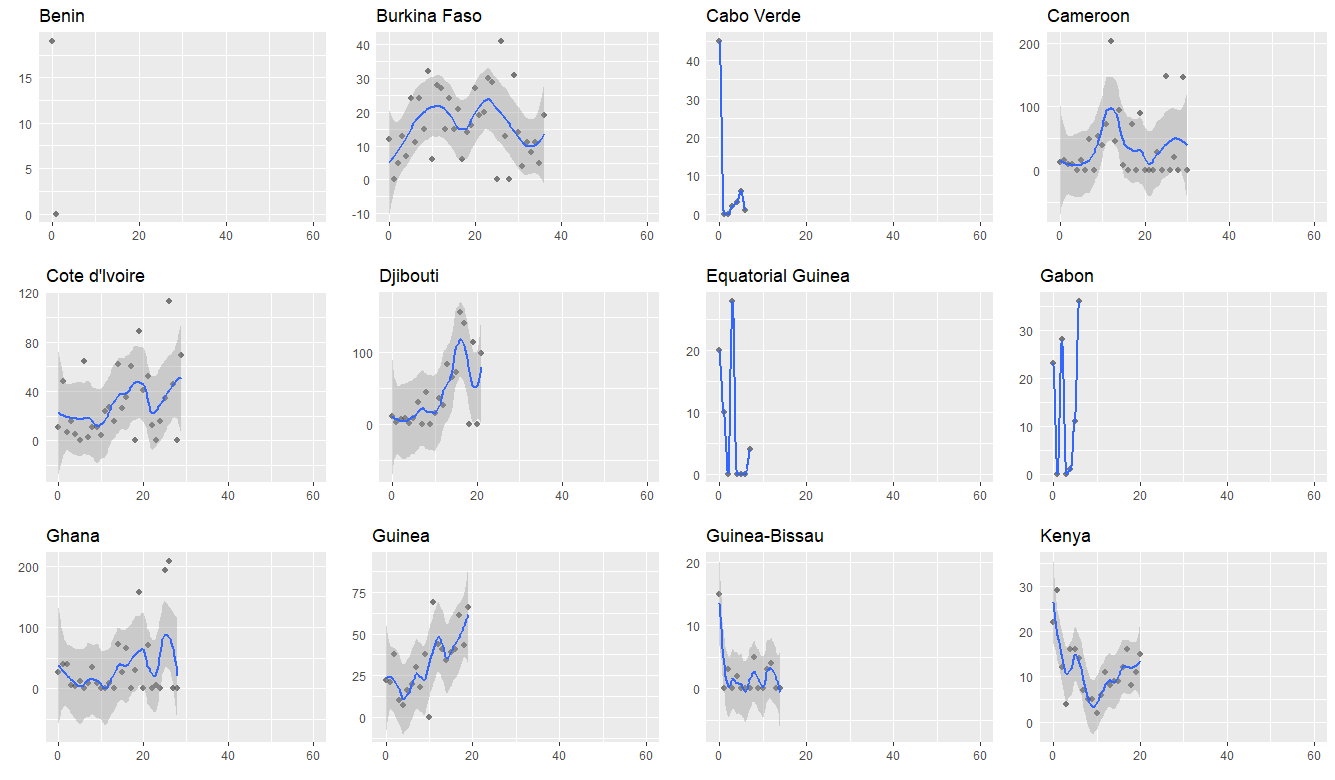 Benin
Burkina Faso
Cabo Verde
Cameroon
15
10
5
0
0 20 40 60
40
30
20
10
0
-10
0 20 40 60
40
30
20
10
0
0 20 40 60
200
100
0
0 20 40 60
Cote d'Ivoire
Djibouti
Equatorial Guinea
Gabon
120
80
40
0
0 20 40 60
100
0
0 20 40 60
20
10
0
0 20 40 60
30
20
10
0
0 20 40 60
Ghana
Guinea
Guinea-Bissau
Kenya
200
100
0
0 20 40 60
75
50
25
0
0 20 40 60
20
10
0
0 20 40 60
30
20
10
0
0 20 40 60